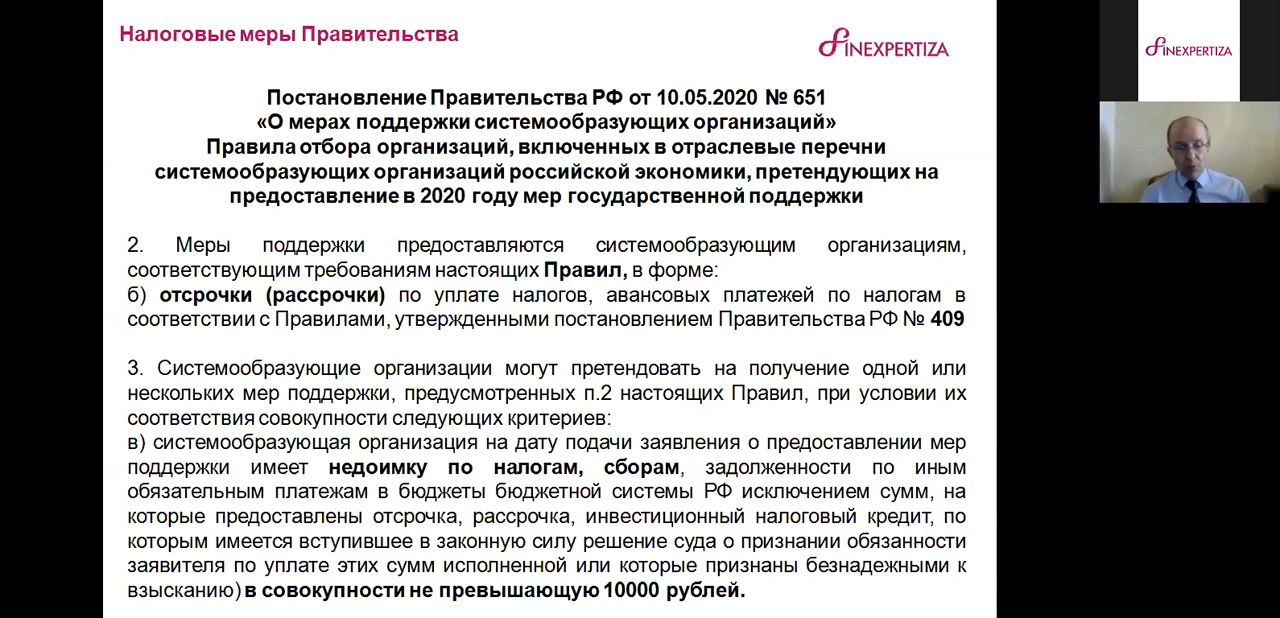 Налоговые меры Правительства
FINEXPERTIZA
FINEXPERTIZA
Постановление Правительства РФ от 10.05.2020 № 651
«О мерах поддержки системообразующих организаций»
Правила отбора организаций, включенных в отраслевые перечни
системообразующих организаций российской экономики, претендующих на
предоставление в 2020 году мер государственной поддержки
2. Меры поддержки предоставляются системообразующим организациям,
соответствующим требованиям настоящих Правил, в форме:
б) отсрочки (рассрочки) по уплате налогов, авансовых платежей по налогам в
соответствии с Правилами, утвержденными постановлением Правительства РФ № 409
3. Системообразующие организации могут претендовать на получение одной или
нескольких мер поддержки, предусмотренных п.2 настоящих Правил, при условии их
соответствия совокупности следующих критериев:
в) системообразующая организация на дату подачи заявления о предоставлении мер
поддержки имеет недоимку по налогам, сборам, задолженности по иным
обязательным платежам в бюджеты бюджетной системы РФ исключением сумм, на
которые предоставлены отсрочка, рассрочка, инвестиционный налоговый кредит, по
которым имеется вступившее в законную силу решение суда о признании обязанности
заявителя по уплате этих сумм исполненной или которые признаны безнадежными к
взысканию) в совокупности не превышающую 10000 рублей.